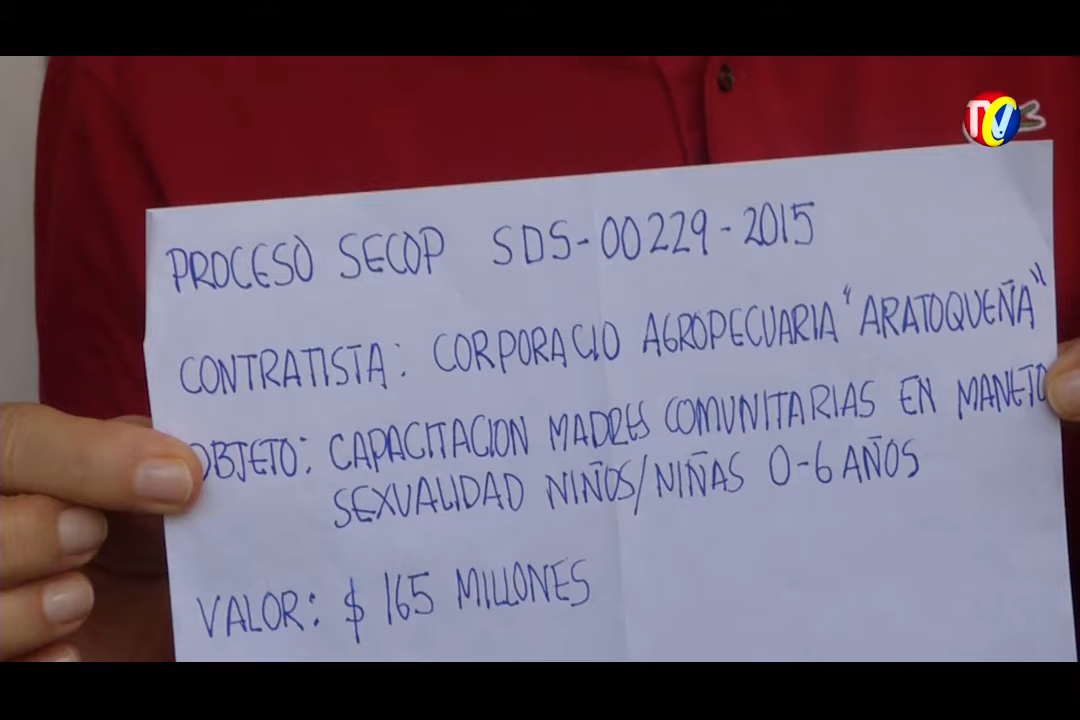 TV
PROCESO SECOP SDS-00229-2015
CONTRATISTA: CORPORACIO AGROPECUARIA "ARATOQUEÑA"
OBJETO: CAPACITACION MADRES COMUNITARIAS EN MANEJO
SEXUALIDAD NIÑOS/NIÑAS 0-6 AÑOS
VALOR: $ 165 MILLONES